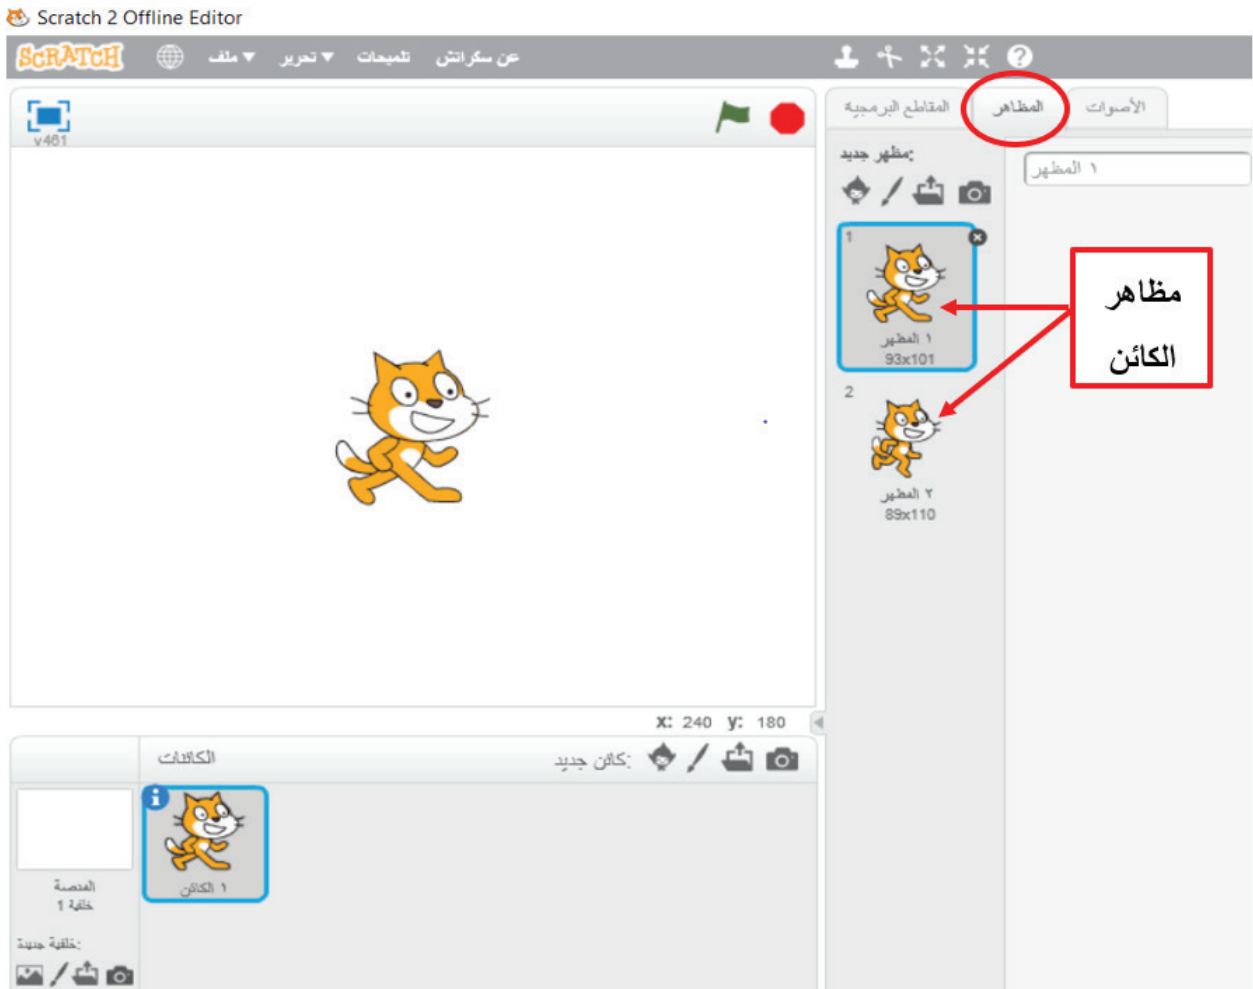 Scratch 2 Offline Editor
SCRATCH
ملف
تحرير
تلميحات
عن سكراتش
v461
المقاطع البرمجية
المظاهر
الأصوات
مظهر جديد:
١ المظهر
1
١ المظهر
93x101
2
٢ المظهر
89x110
مظاهر
الكائن
x: 240 y: 180
الكائنات
كائن جديد:
١ الكائن
المنصة
خلفية 1
خلفية جديدة: